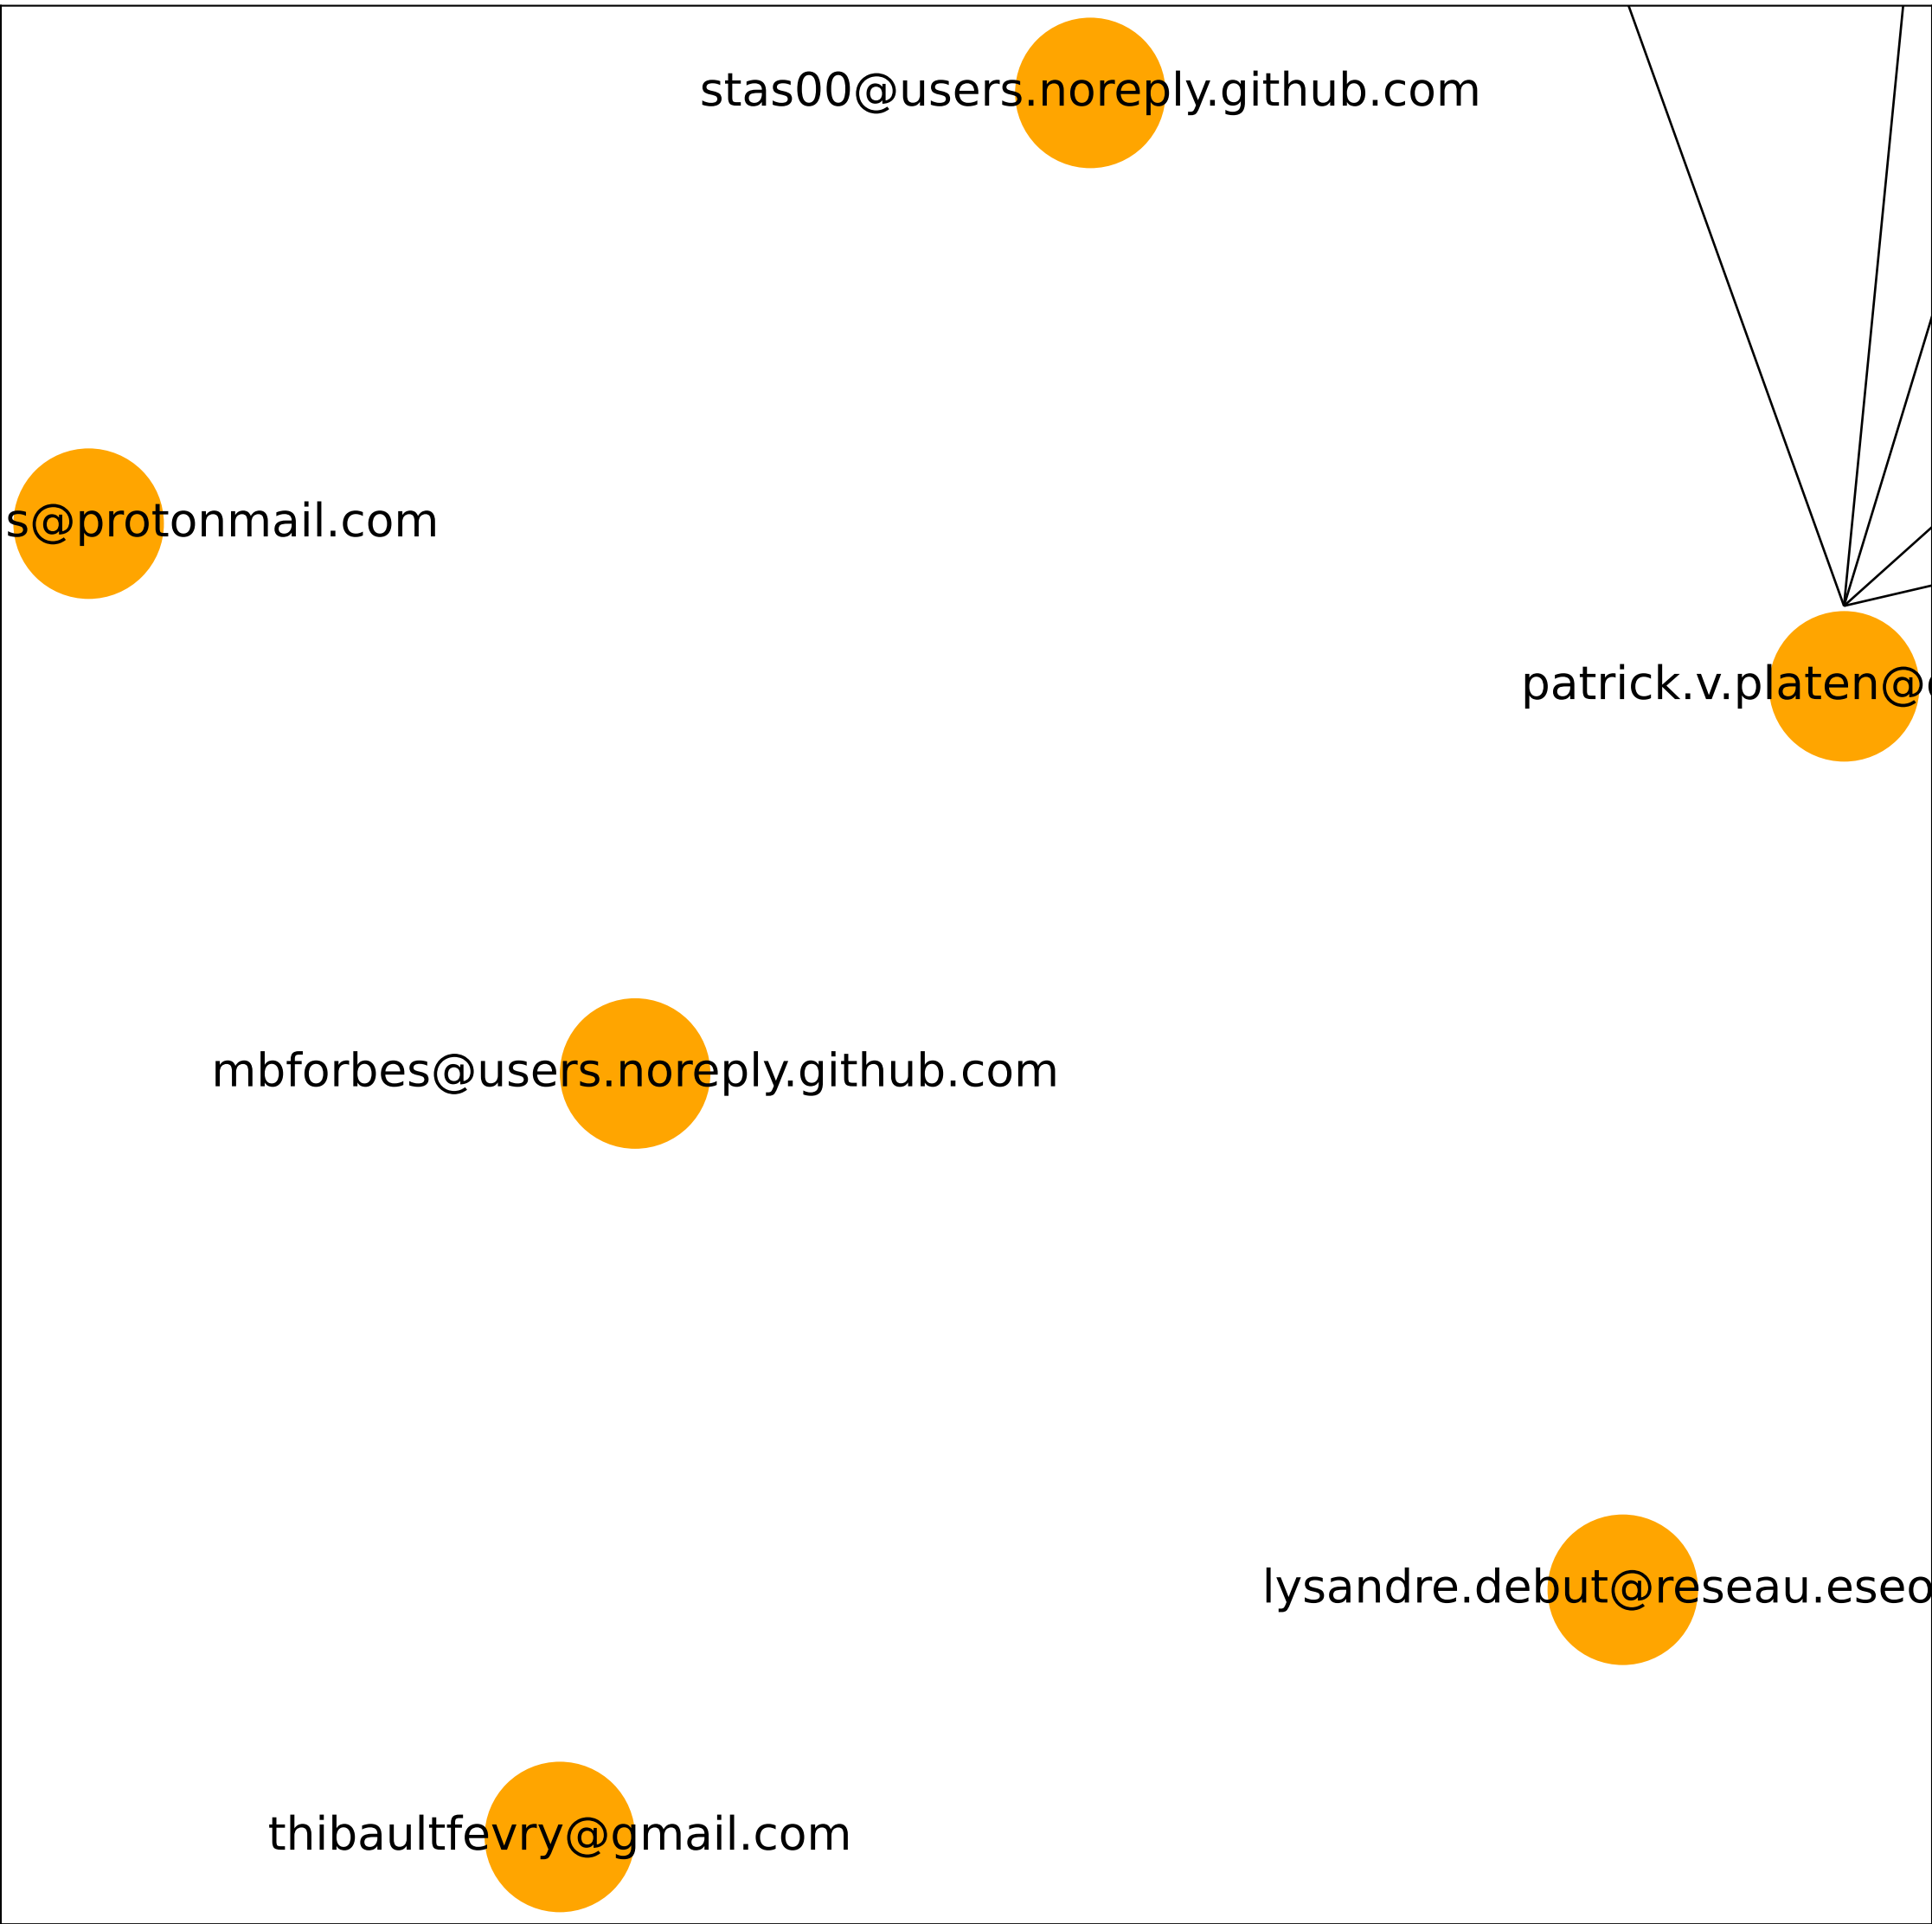 stas00@users.noreply.github.com
s@protonmail.com
patrick.v.platen@
mbforbes@users.noreply.github.com
lysandre.debut@reseau.eseo
thibaultfevry@gmail.com